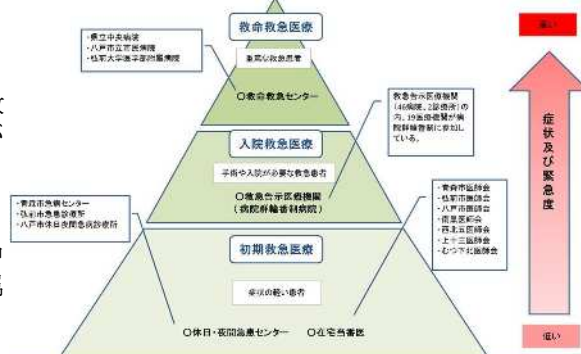 救命救急医療
・県立中央病院
・八戸市立市民病院
・弘前大学医学部附属病院
重篤な救急患者
○救命救急センター
救急告示医療機関
(46病院、2診療所)の
内、19医療機関が病
院群輪番制に参加し
ている。
入院救急医療
手術や入院が必要な救急患者
○救急告示医療機関
(病院群輪番制病院)
・青森市急病センター
・弘前市急患診療所
・八戸市休日夜間急病診療所
・青森市医師会
・弘前市医師会
・八戸市医師会
・南黒医師会
・西北五医師会
・上十三医師会
・むつ下北医師会
初期救急医療
症状の軽い患者
○休日・夜間急患センター ○在宅当番医
高い
症状及び緊急度
低い